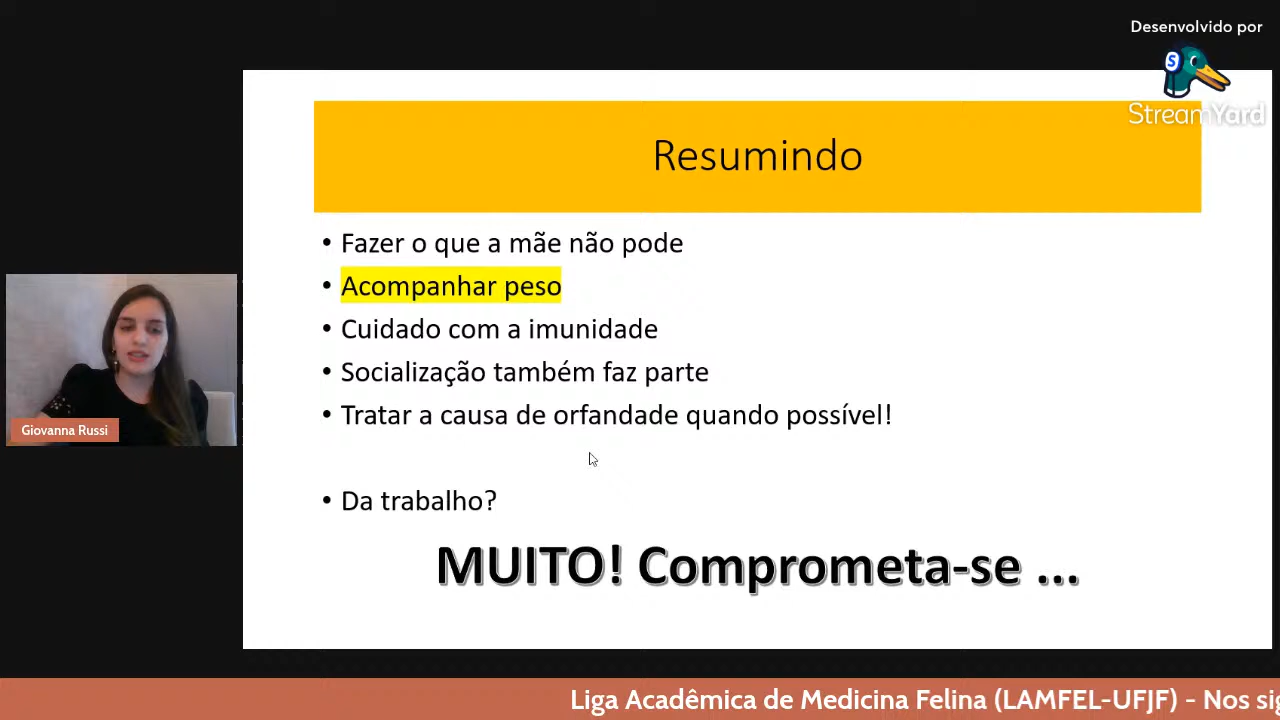 Desenvolvido por
S
StreamYard
Resumindo
• Fazer o que a mãe não pode
• Acompanhar peso
• Cuidado com a imunidade
• Socialização também faz parte
• Tratar a causa de orfandade quando possível!
• Da trabalho?
MUITO! Comprometa-se ...
Giovanna Russi
Liga Acadêmica de Medicina Felina (LAMFEL-UFJF) - Nos sig